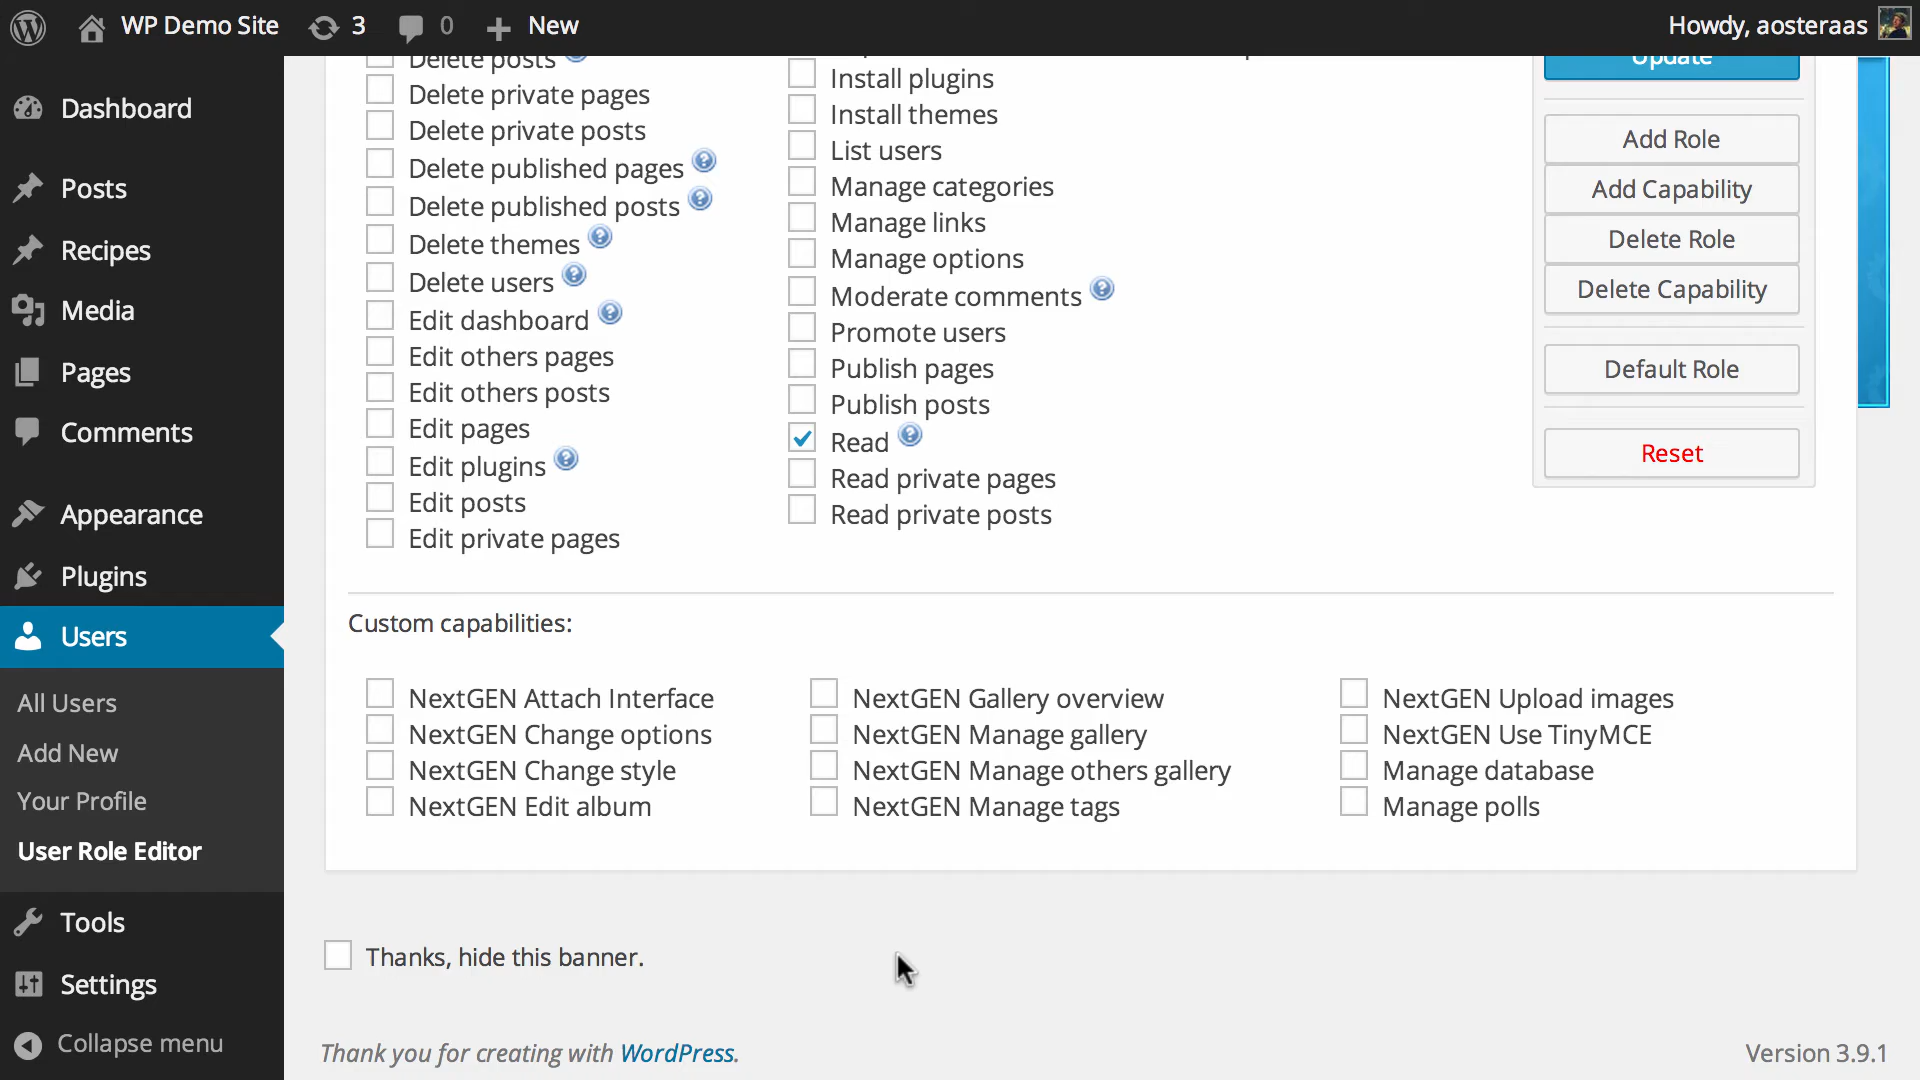 WP Demo Site 3 0 New Howdy, aosteraas
Dashboard
Posts
Recipes
Media
Pages
Comments
Appearance
Plugins
Users
All Users
Add New
Your Profile
User Role Editor
Tools
Settings
Collapse menu
Delete posts
Delete private pages
Delete private posts
Delete published pages
Delete published posts
Delete themes
Delete users
Edit dashboard
Edit others pages
Edit others posts
Edit pages
Edit plugins
Edit posts
Edit private pages
Install plugins
Install themes
List users
Manage categories
Manage links
Manage options
Moderate comments
Promote users
Publish pages
Publish posts
Read
Read private pages
Read private posts
Update
Add Role
Add Capability
Delete Role
Delete Capability
Default Role
Reset
Custom capabilities:
NextGEN Attach Interface
NextGEN Change options
NextGEN Change style
NextGEN Edit album
NextGEN Gallery overview
NextGEN Manage gallery
NextGEN Manage others gallery
NextGEN Manage tags
NextGEN Upload images
NextGEN Use TinyMCE
Manage database
Manage polls
Thanks, hide this banner.
Thank you for creating with WordPress.
Version 3.9.1